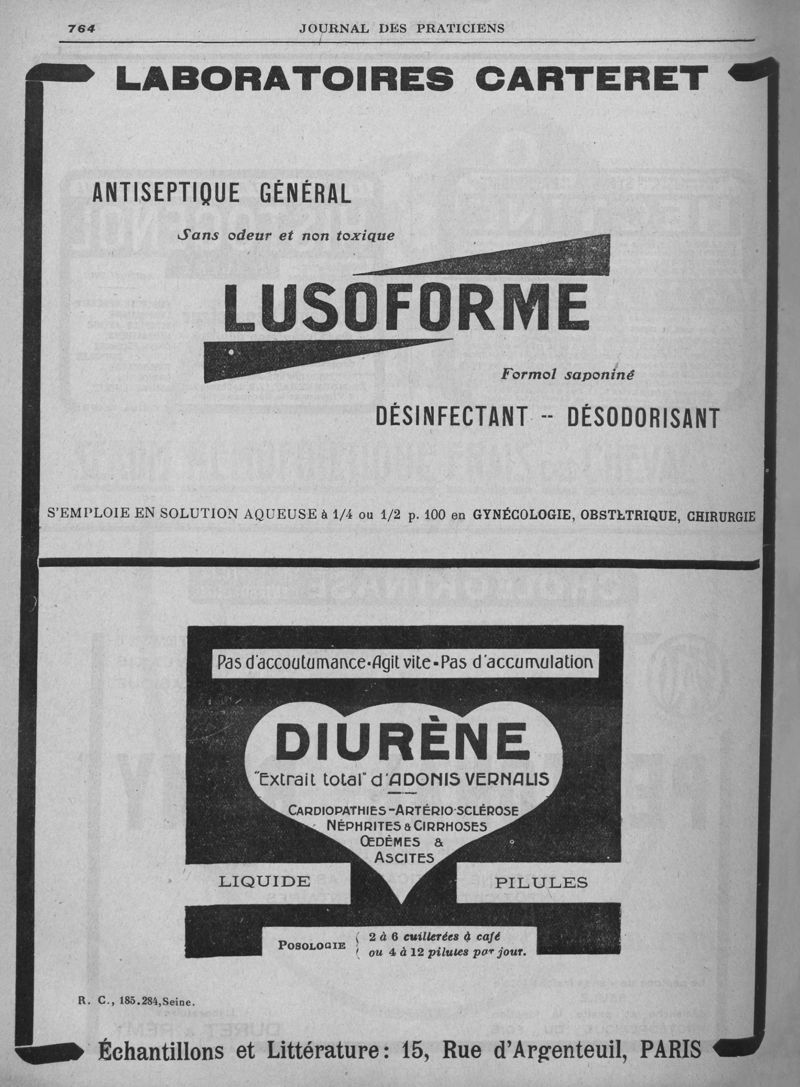 764
JOURNAL DES PRATICIENS
LABORATOIRES CARTERET
ANTISEPTIQUE GÉNÉRAL
Sans odeur et non toxique
LUSOFORME
Formol saponiné
DÉSINFECTANT -- DÉSODORISANT
S'EMPLOIE EN SOLUTION AQUEUSE à 1/4 ou 1/2 p. 100 en GYNÉCOLOGIE, OBSTÉTRIQUE, CHIRURGIE
Pas d'accoutumance•Agit vite•Pas d'accumulation
DIURÈNE
"Extrait total" d'ADONIS VERNALIS
CARDIOPATHIES-ARTÉRIO-SCLÉROSE
NÉPHRITES & CIRRHOSES
ŒDÈMES &
ASCITES
LIQUIDE
PILULES
POSOLOGIE
2 à 6 cuillerées à café
ou 4 à 12 pilules par jour.
R. C., 185.284, Seine.
Échantillons et Littérature: 15, Rue d'Argenteuil, PARIS